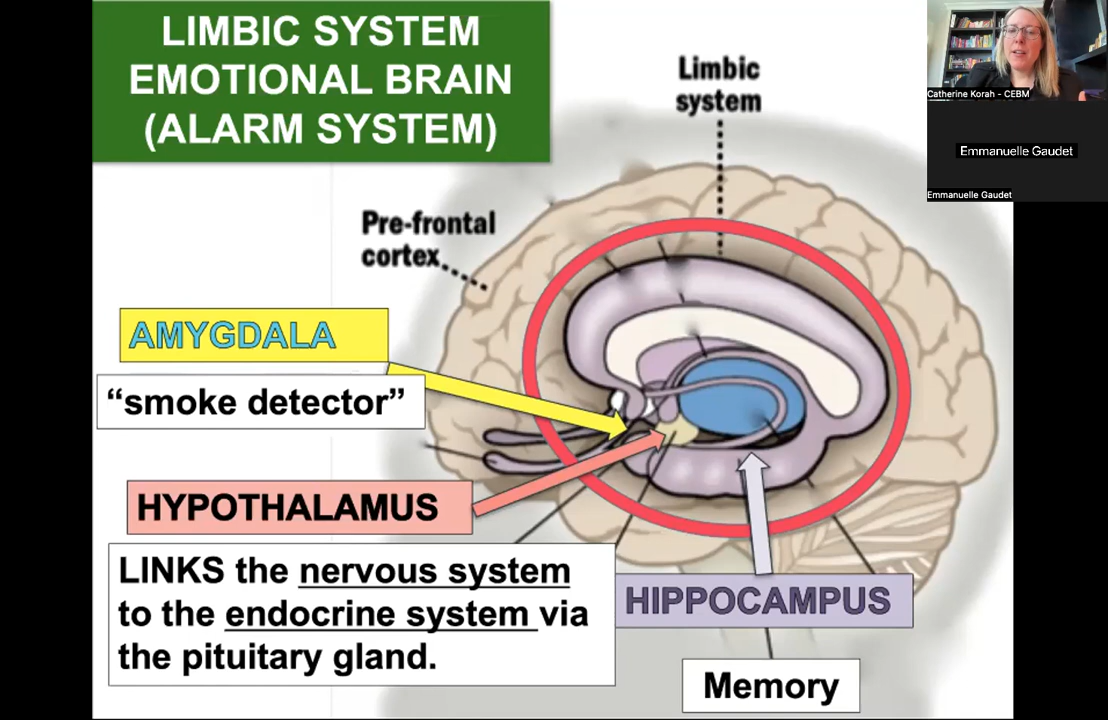 LIMBIC SYSTEM
EMOTIONAL BRAIN
(ALARM SYSTEM)
Limbic
system
Pre-frontal
cortex
AMYGDALA
“smoke detector”
HYPOTHALAMUS
LINKS the nervous system
to the endocrine system via
the pituitary gland.
HIPPOCAMPUS
Memory
Catherine Korah - CEBM
Emmanuelle Gaudet
Emmanuelle Gaudet